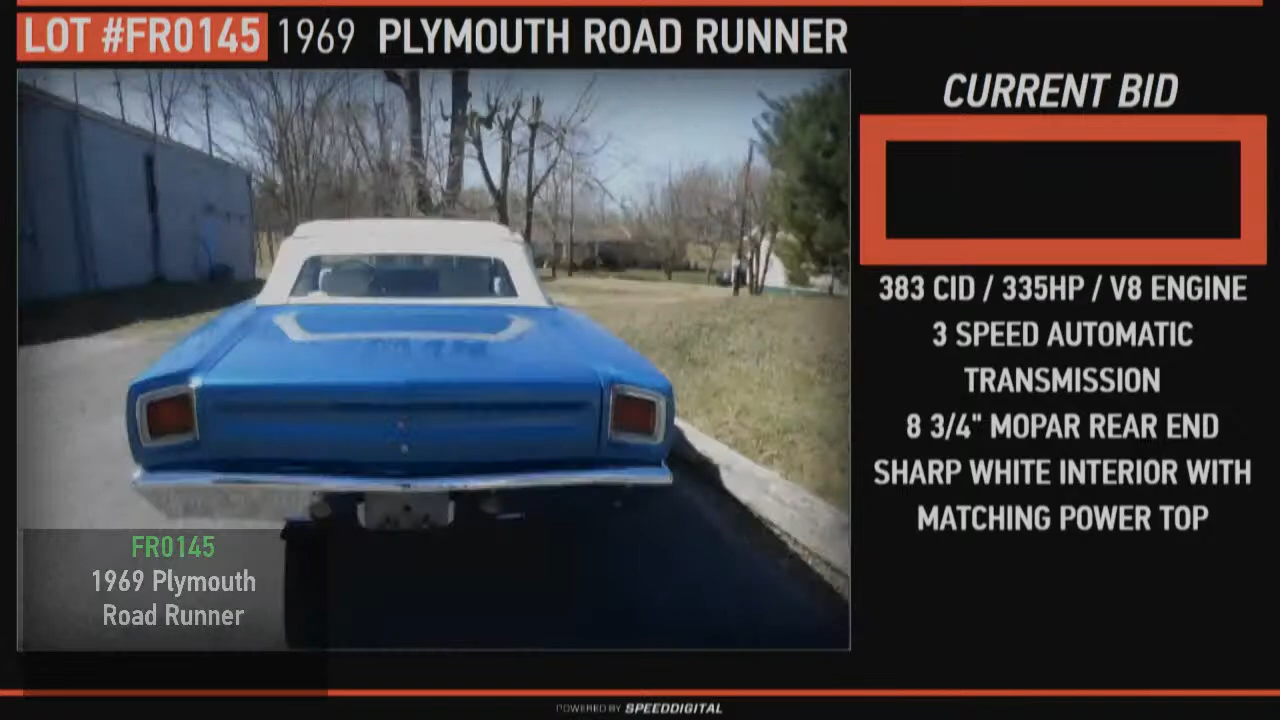 LOT #FR0145 1969 PLYMOUTH ROAD RUNNER
CURRENT BID
383 CID / 335HP / V8 ENGINE
3 SPEED AUTOMATIC
TRANSMISSION
8 3/4" MOPAR REAR END
SHARP WHITE INTERIOR WITH
MATCHING POWER TOP
FR0145
1969 Plymouth
Road Runner
POWERED BY SPEEDDIGITAL